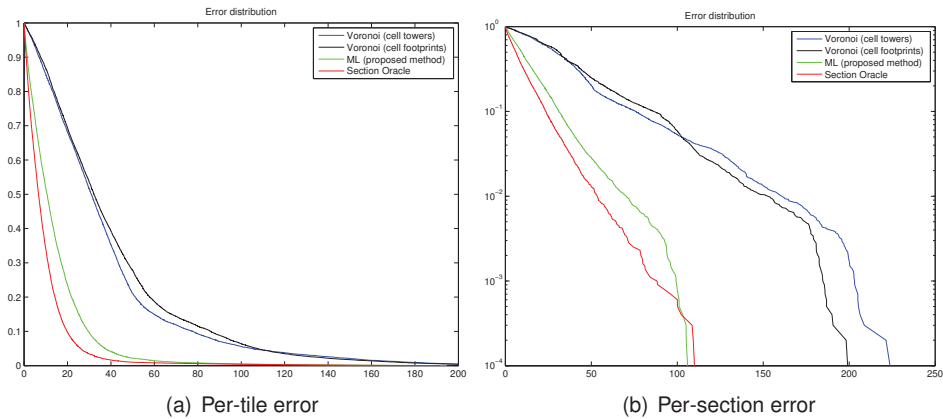 Error distribution
1
0.9
0.8
0.7
0.6
0.5
0.4
0.3
0.2
0.1
0
0 20 40 60 80 100 120 140 160 180 200
Voronoi (cell towers)
Voronoi (cell footprints)
ML (proposed method)
Section Oracle
(a) Per-tile error
Error distribution
10^0
10^-1
10^-2
10^-3
10^-4
0 50 100 150 200 250
Voronoi (cell towers)
Voronoi (cell footprints)
ML (proposed method)
Section Oracle
(b) Per-section error